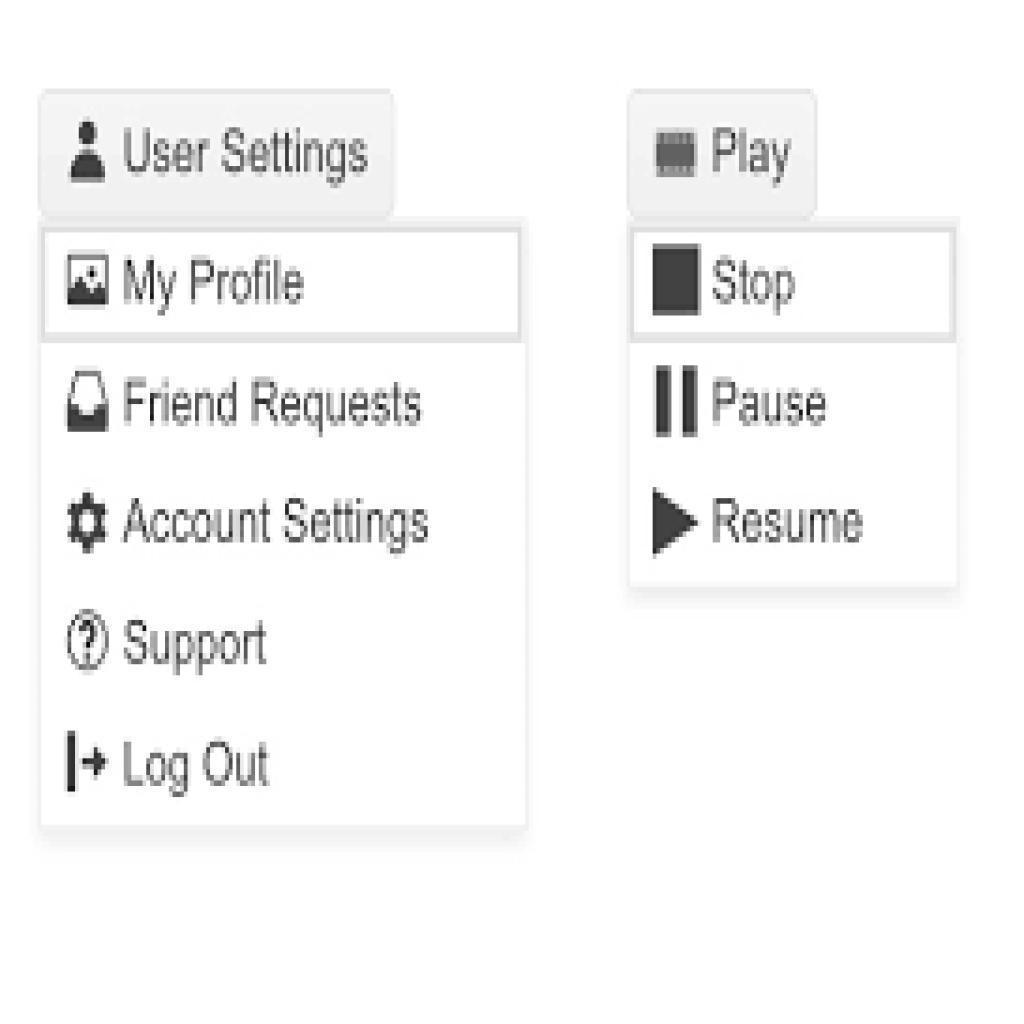 User Settings
My Profile
Friend Requests
Account Settings
Support
Log Out
Play
Stop
Pause
Resume